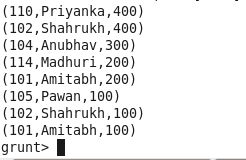 (110,Priyanka,400)
(102,Shahrukh,400)
(104,Anubhav,300)
(114,Madhuri,200)
(101,Amitabh,200)
(105,Pawan,100)
(102,Shahrukh,100)
(101,Amitabh,100)
grunt>